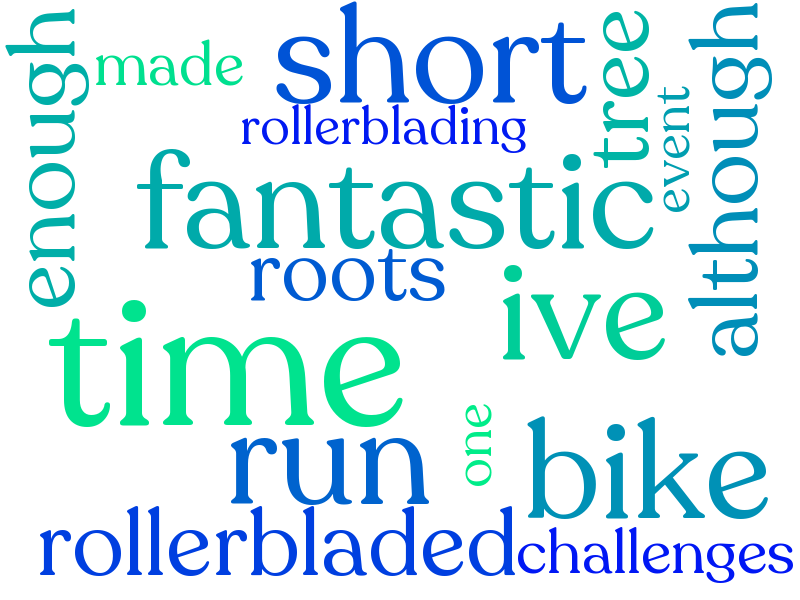 enough
made
short
tree
although
event
rollerblading
fantastic
roots
ive
time
one
run
bike
rollerbladed
challenges